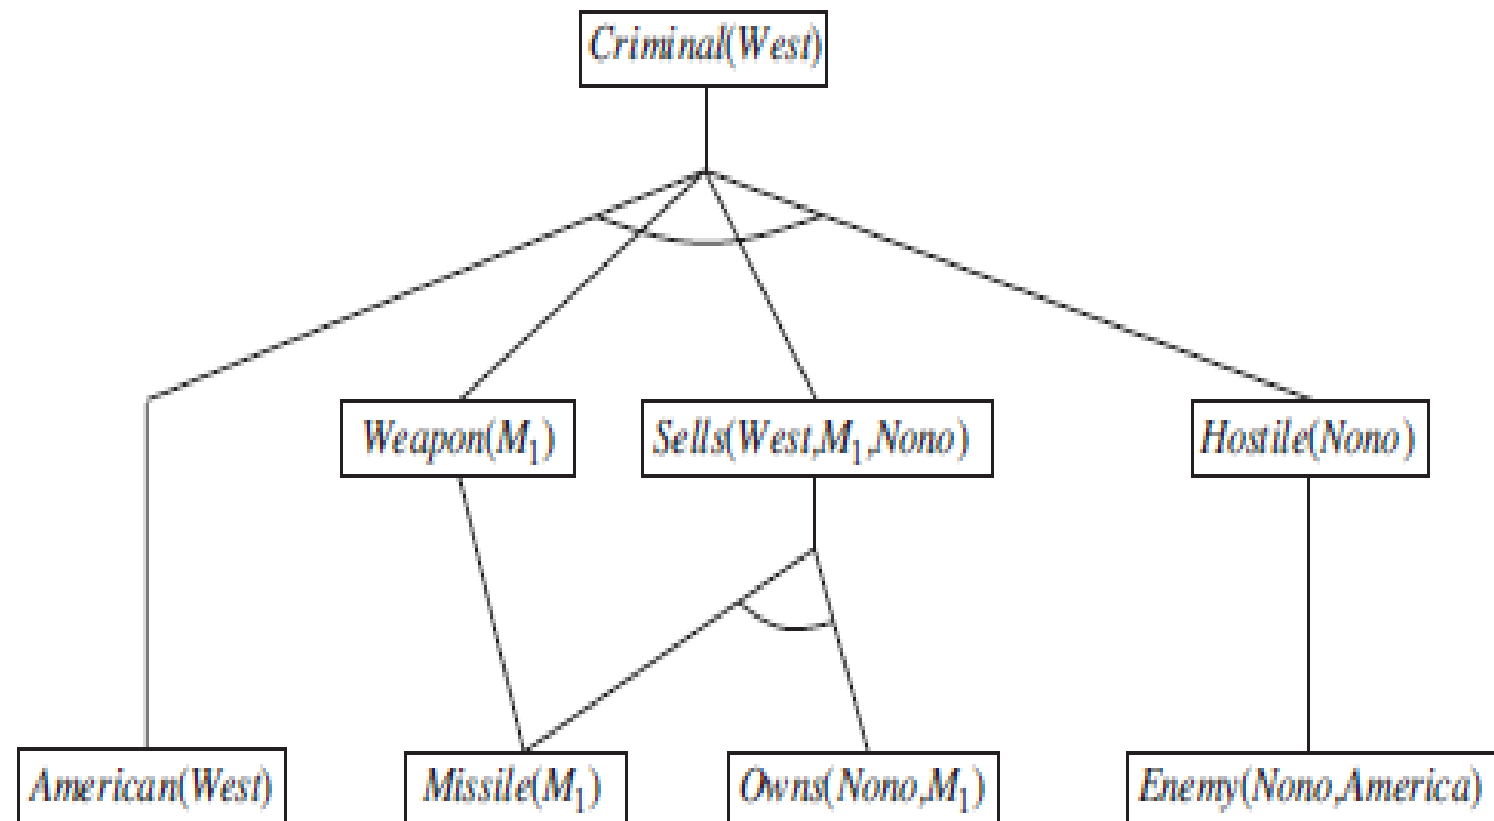 Criminal(West)
Weapon(M₁)
Sells(West,M₁,Nono)
Hostile(Nono)
American(West)
Missile(M₁)
Owns(Nono,M₁)
Enemy(Nono,America)